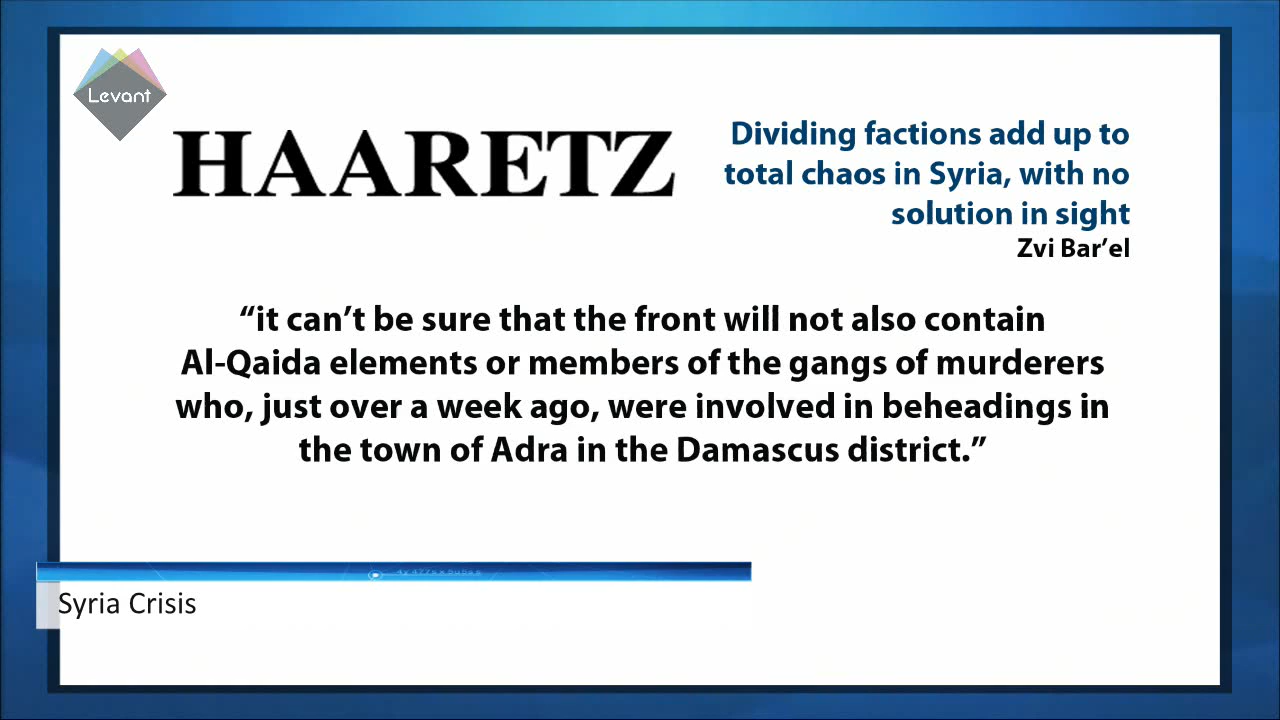 Levant
HAARETZ
Dividing factions add up to
total chaos in Syria, with no
solution in sight
Zvi Bar’el
“it can’t be sure that the front will not also contain
Al-Qaida elements or members of the gangs of murderers
who, just over a week ago, were involved in beheadings in
the town of Adra in the Damascus district.”
Syria Crisis